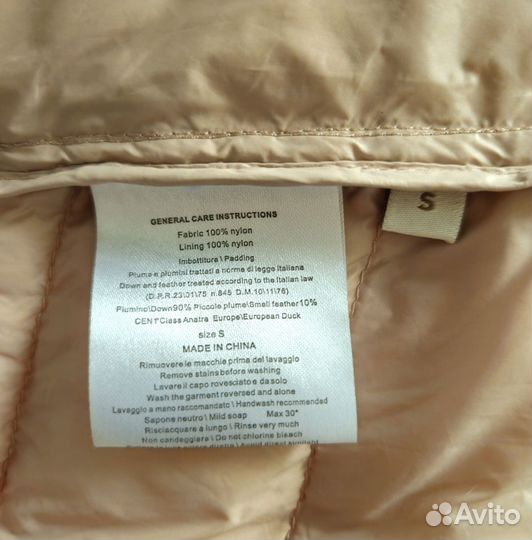 GENERAL CARE INSTRUCTIONS
Fabric 100% nylon
Lining 100% nylon
Imbottiture \ Padding
Piuma e piumini trattati a norma di legge Italiana
Down and feather treated according to the Italian law
(D.P.R.23\01\75 n.845 D.M.10\11\76)
Piumino\Down90% Piccole piume\Smell feather10%
CEN 1°Class Anatra Europe\European Duck
size S
MADE IN CHINA
Rimuovere le macchie prima del lavaggio
Remove stains before washing
Lavare il capo rovesciato e da solo
Wash the garment reversed and alone
Lavaggio a mano raccomandato \ Handwash recommended
Sapone neutro \ Mild soap Max 30°
Risciacquare a lungo \ Rinse very much
Non candeggiare \ Do not chlorine bleach
S
Avito